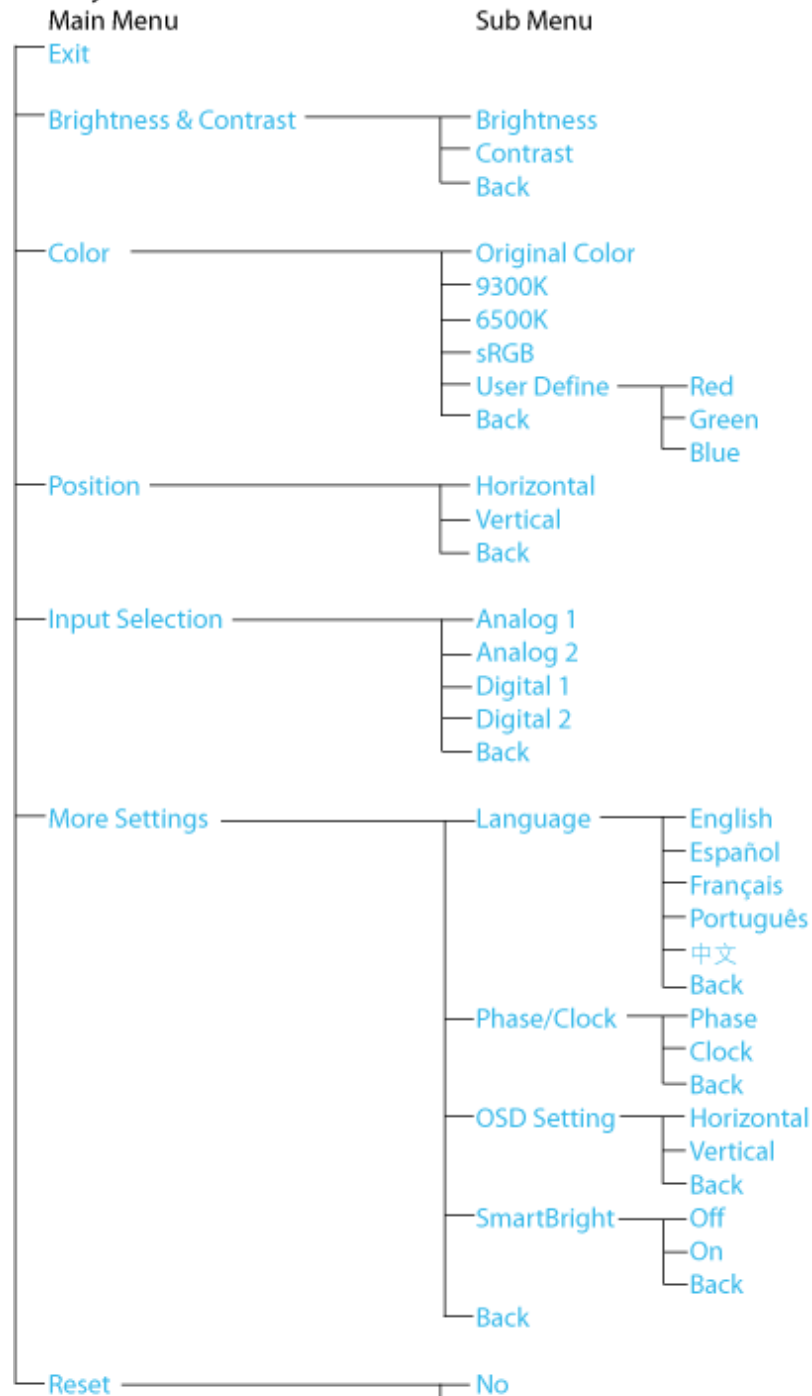 Main Menu Sub Menu
Exit
Brightness & Contrast Brightness
Contrast
Back
Color Original Color
9300K
6500K
sRGB
User Define Red
Back Green
Blue
Position Horizontal
Vertical
Back
Input Selection Analog 1
Analog 2
Digital 1
Digital 2
Back
More Settings Language English
Español
Français
Português
中文
Back
Phase/Clock Phase
Clock
Back
OSD Setting Horizontal
Vertical
Back
SmartBright Off
On
Back
Back
Reset No